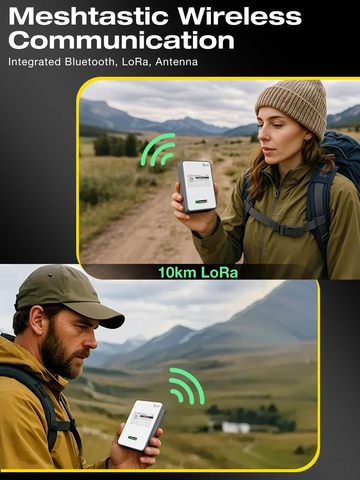 Meshtastic Wireless
Communication
Integrated Bluetooth, LoRa, Antenna
10km LoRa